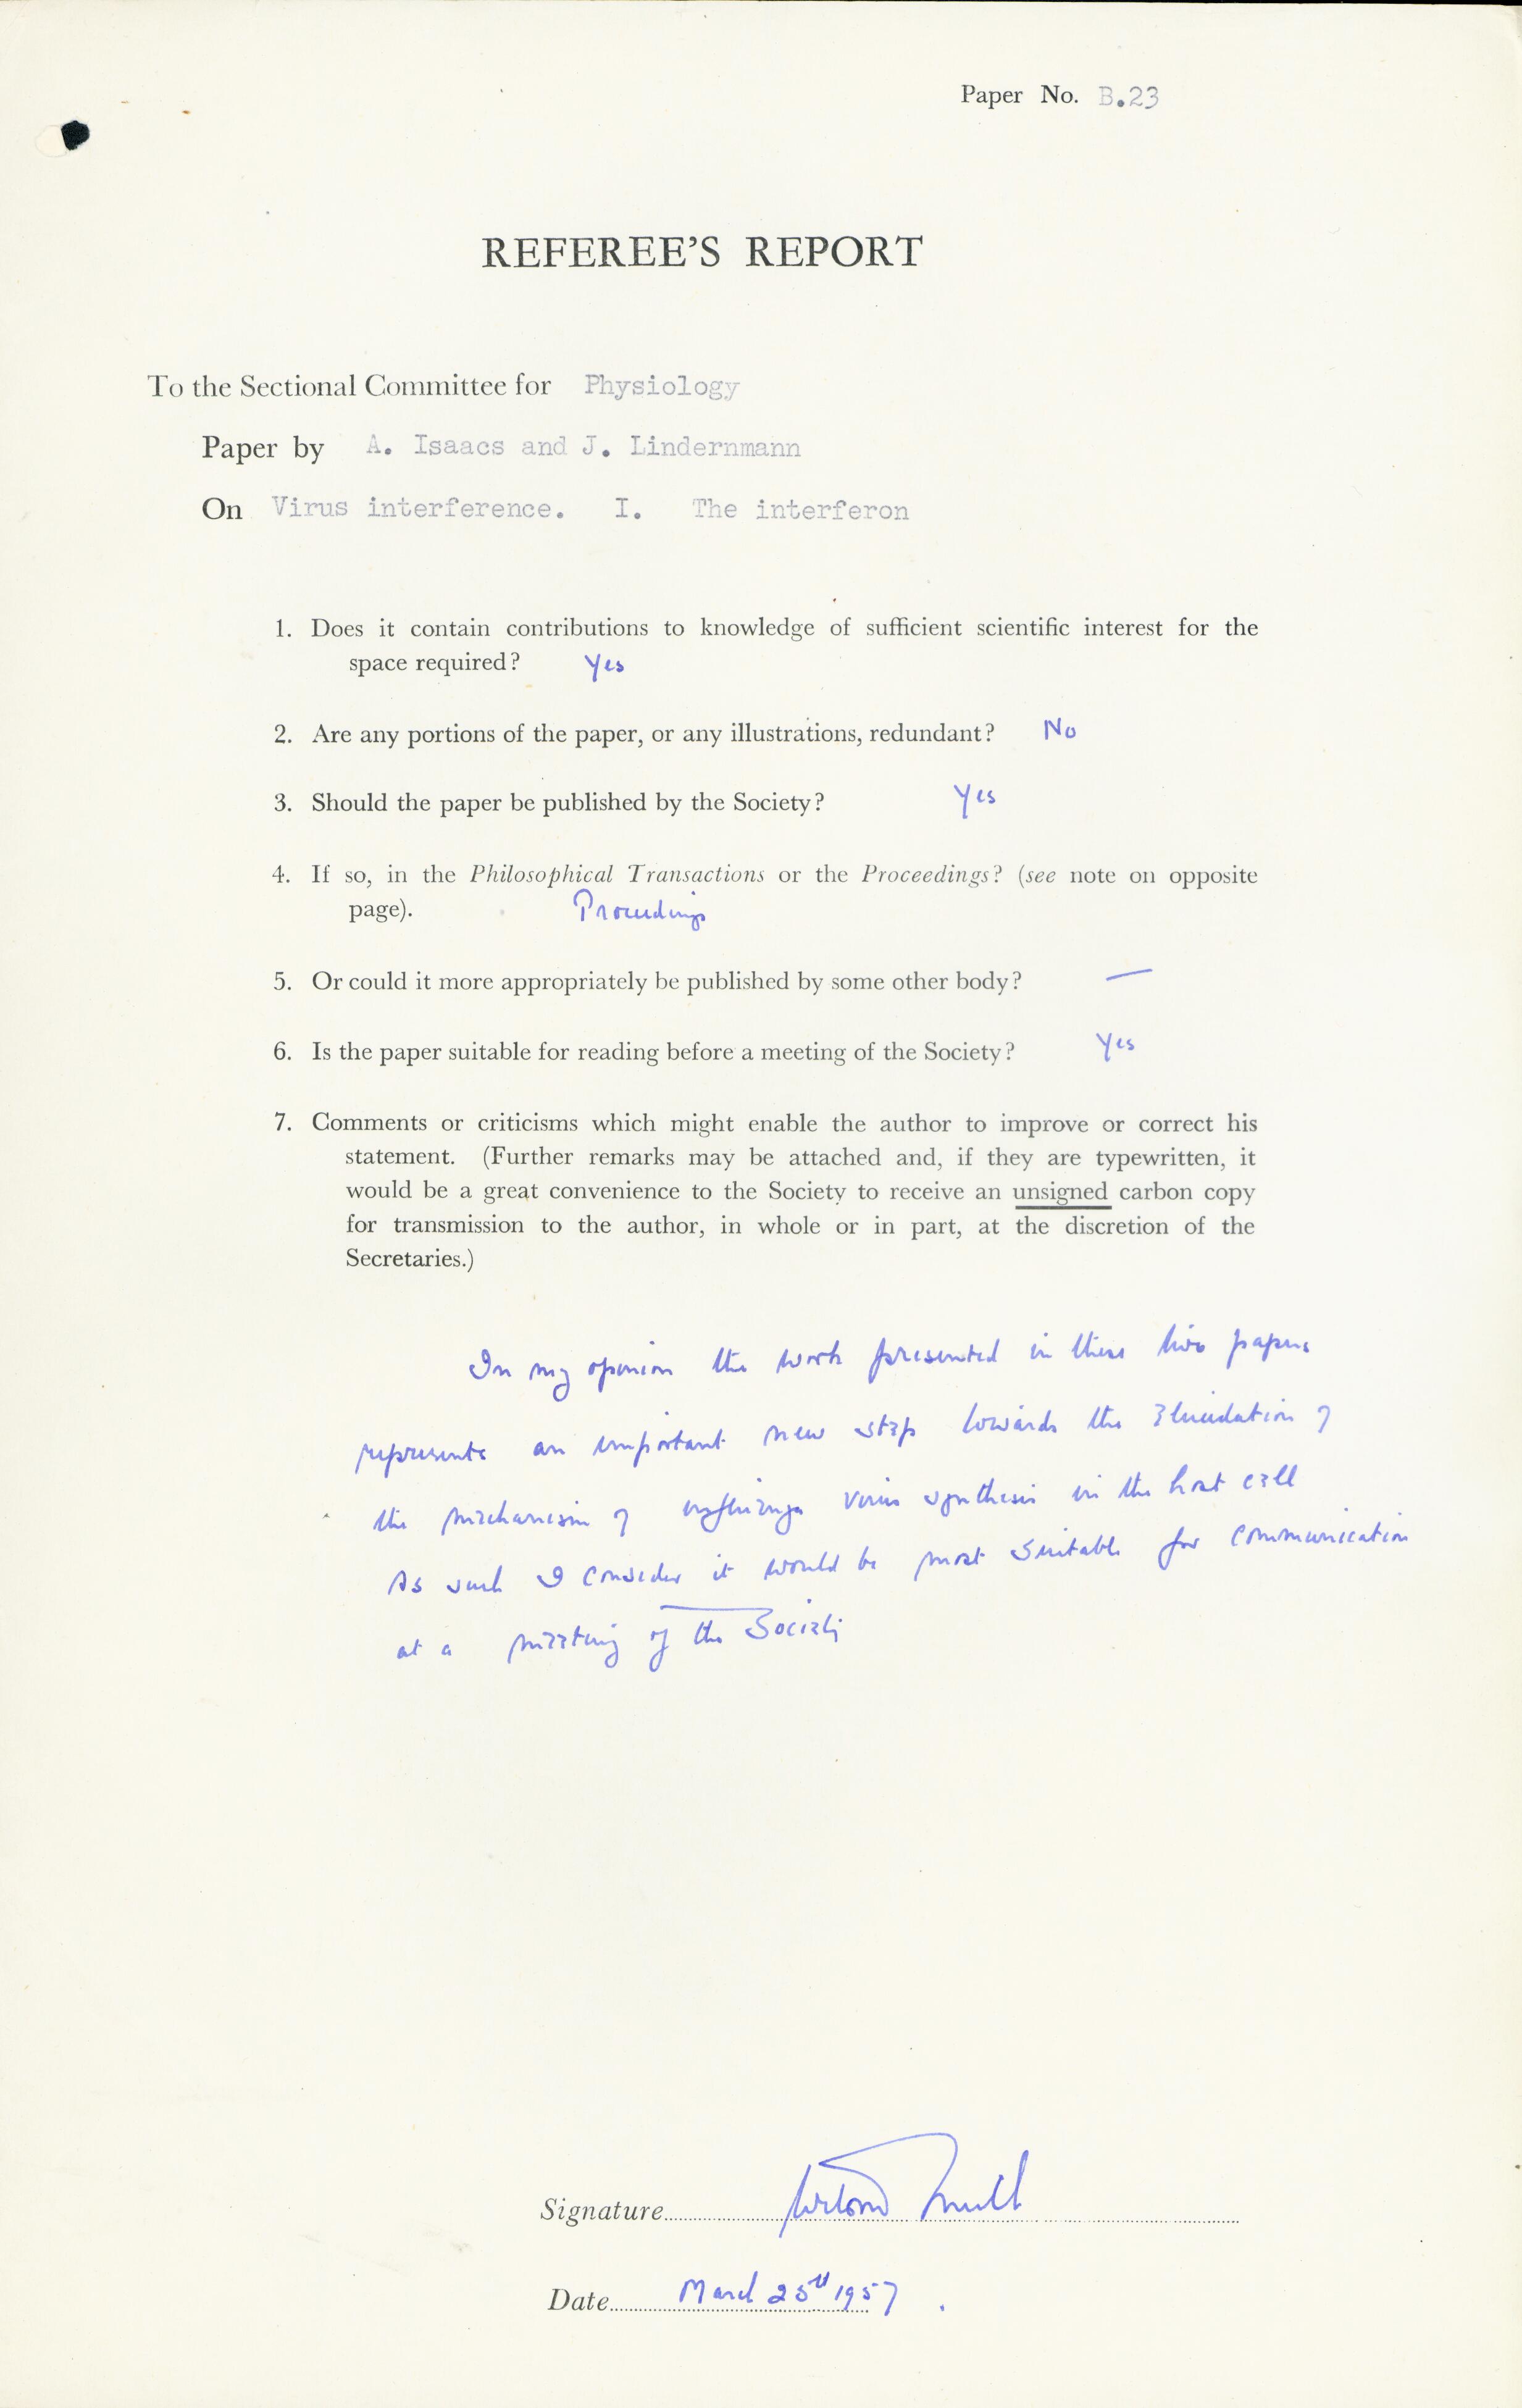 Paper No. B.23
REFEREE'S REPORT
To the Sectional Committee for Physiology
Paper by A. Isaacs and J. Lindernmann
On Virus interference. I. The interferon
1. Does it contain contributions to knowledge of sufficient scientific interest for the
space required? Yes
2. Are any portions of the paper, or any illustrations, redundant? No
3. Should the paper be published by the Society? Yes
4. If so, in the Philosophical Transactions or the Proceedings? (see note on opposite
page). Proceedings
5. Or could it more appropriately be published by some other body? —
6. Is the paper suitable for reading before a meeting of the Society? Yes
7. Comments or criticisms which might enable the author to improve or correct his
statement. (Further remarks may be attached and, if they are typewritten, it
would be a great convenience to the Society to receive an unsigned carbon copy
for transmission to the author, in whole or in part, at the discretion of the
Secretaries.)
In my opinion the work presented in these two papers
represents an important new step towards the elucidation of
the mechanism of influenza virus synthesis in the host cell
As such I consider it would be most suitable for communication
at a meeting of the Society
Signature Wilson Smith
Date March 25th 1957.